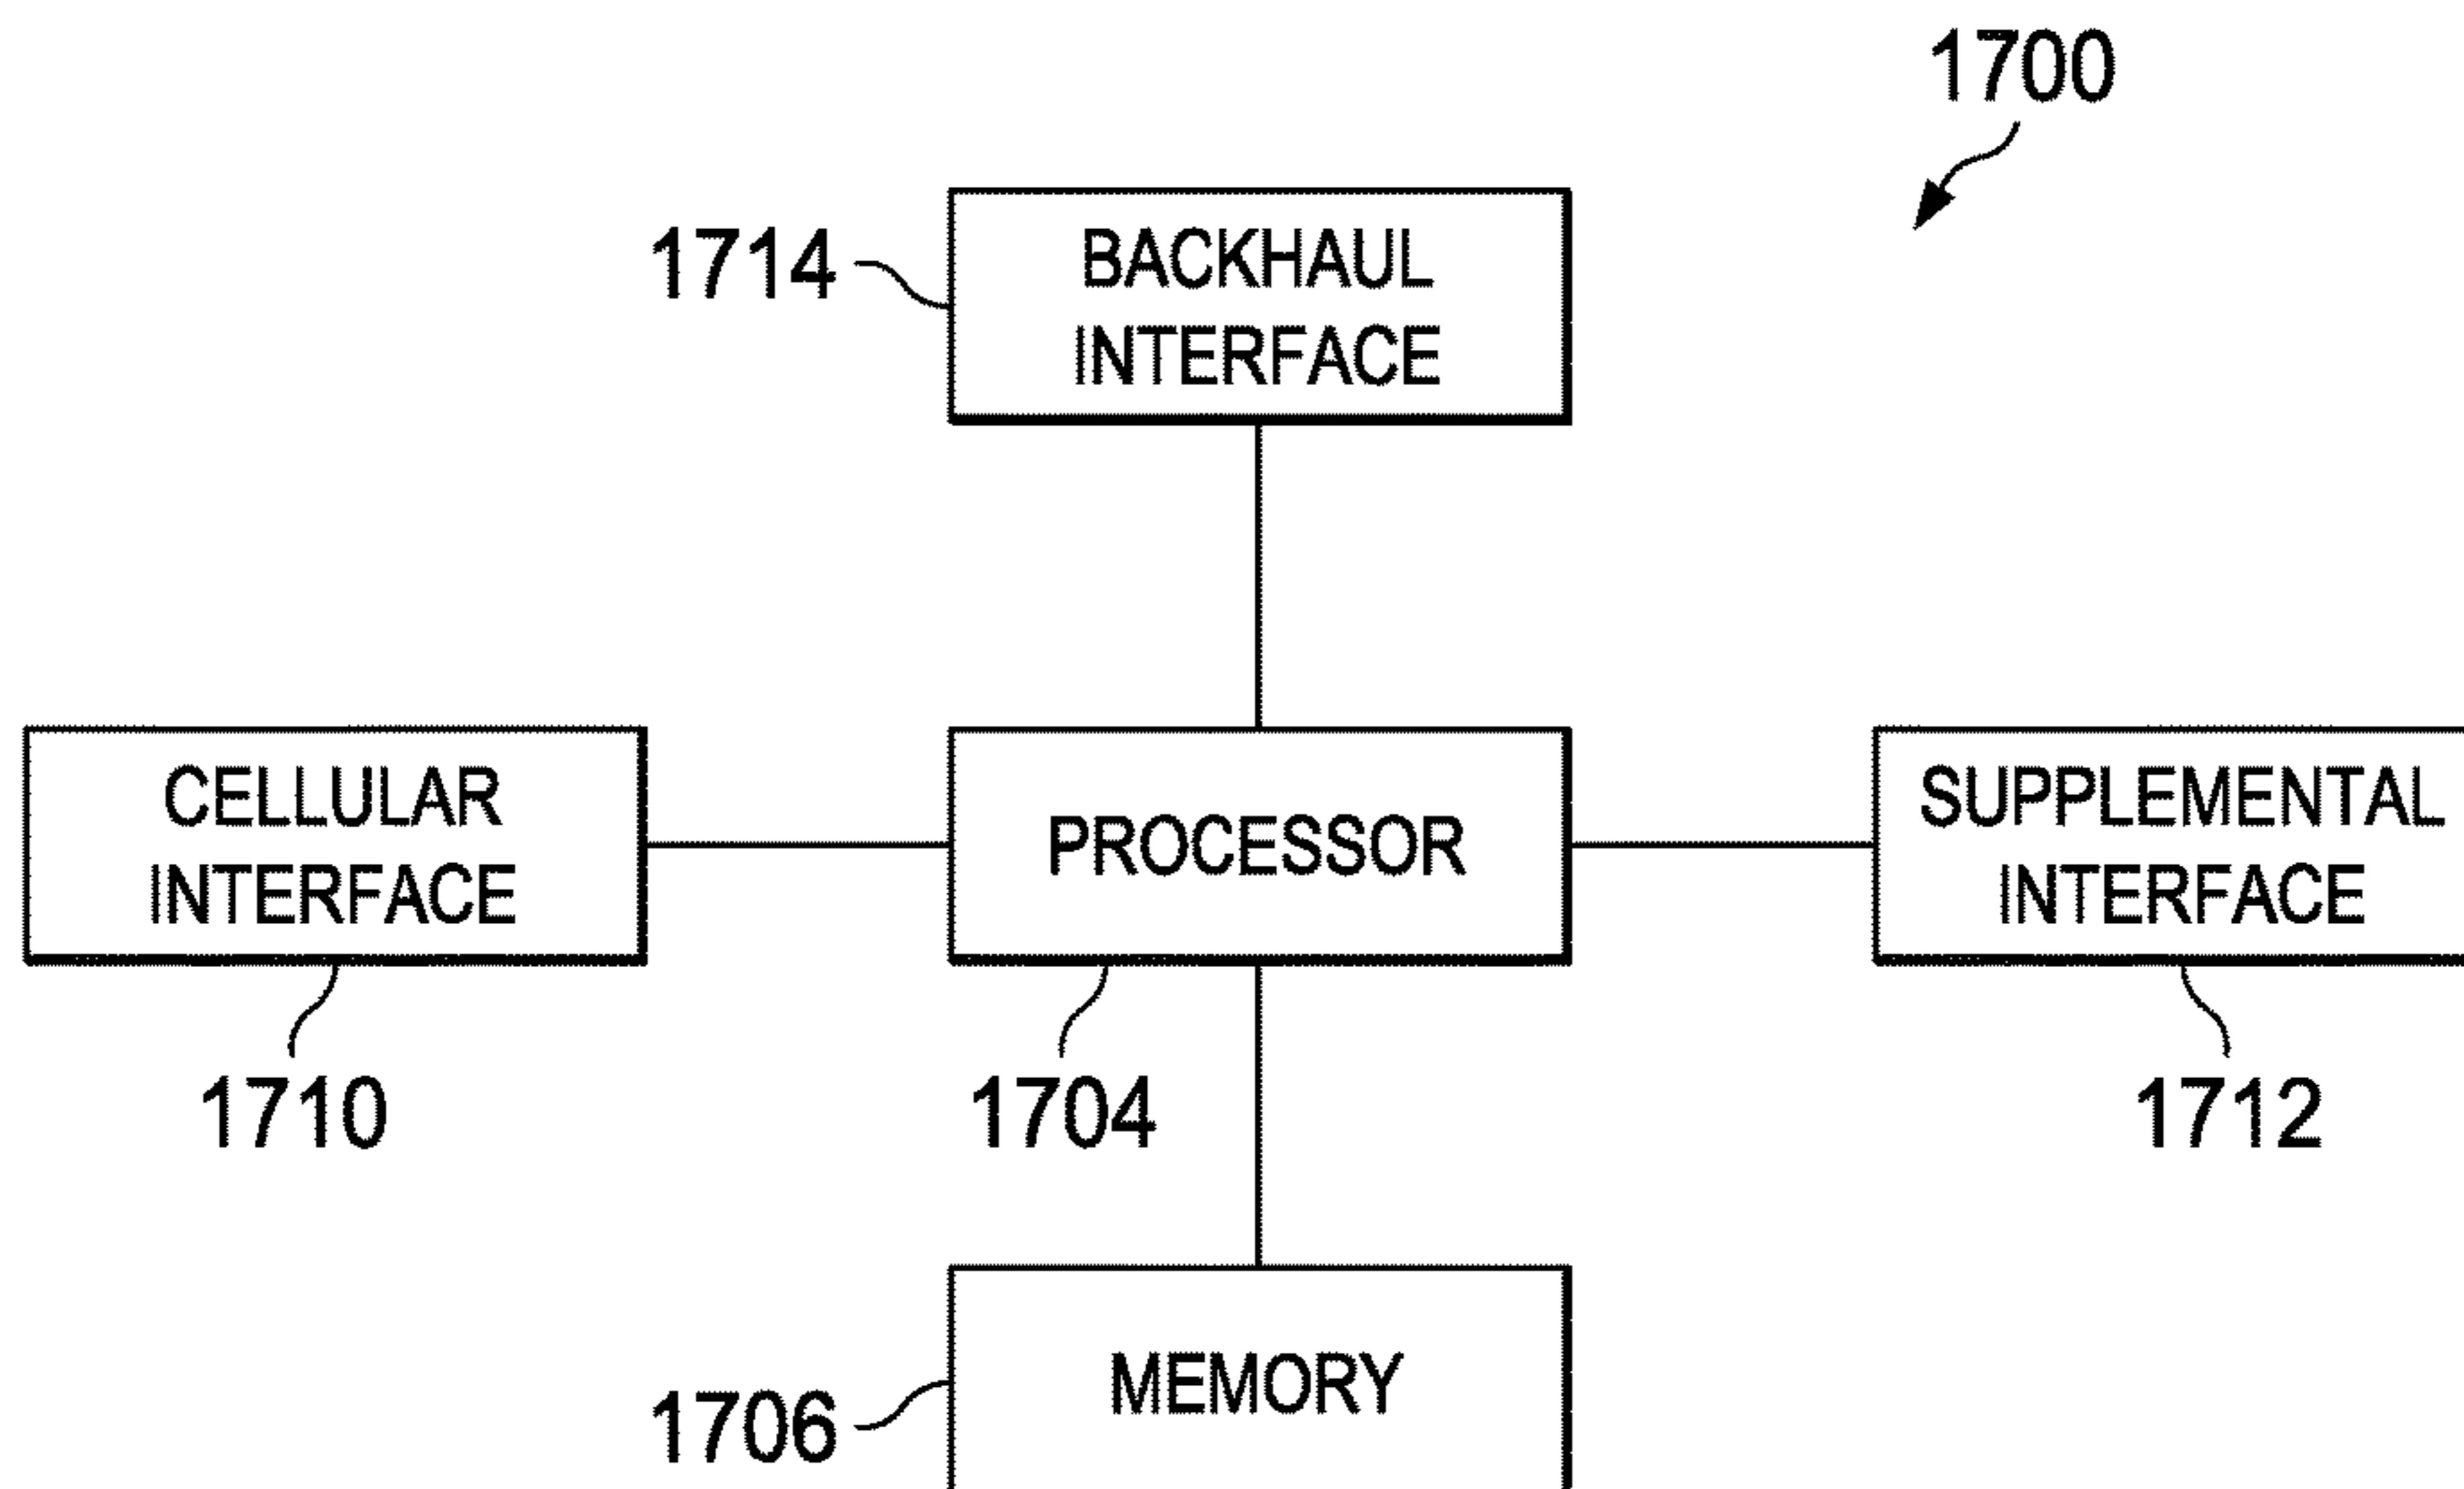 1700
1714
BACKHAUL
INTERFACE
CELLULAR
INTERFACE
PROCESSOR
SUPPLEMENTAL
INTERFACE
1710
1704
1712
MEMORY
1706